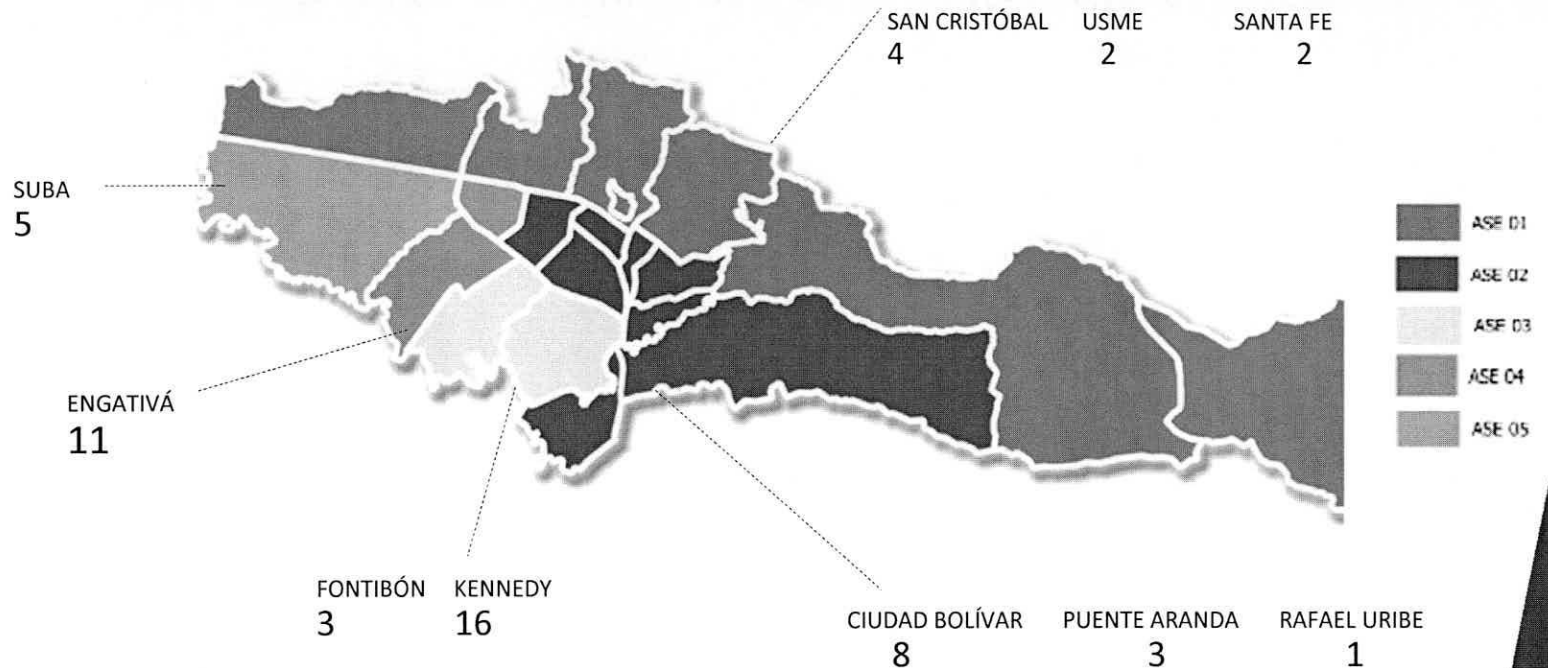 SAN CRISTÓBAL USME SANTA FE
4 2 2
SUBA
5
ASE 01
ASE 02
ASE 03
ASE 04
ASE 05
ENGATIVÁ
11
FONTIBÓN KENNEDY
3 16
CIUDAD BOLÍVAR PUENTE ARANDA RAFAEL URIBE
8 3 1